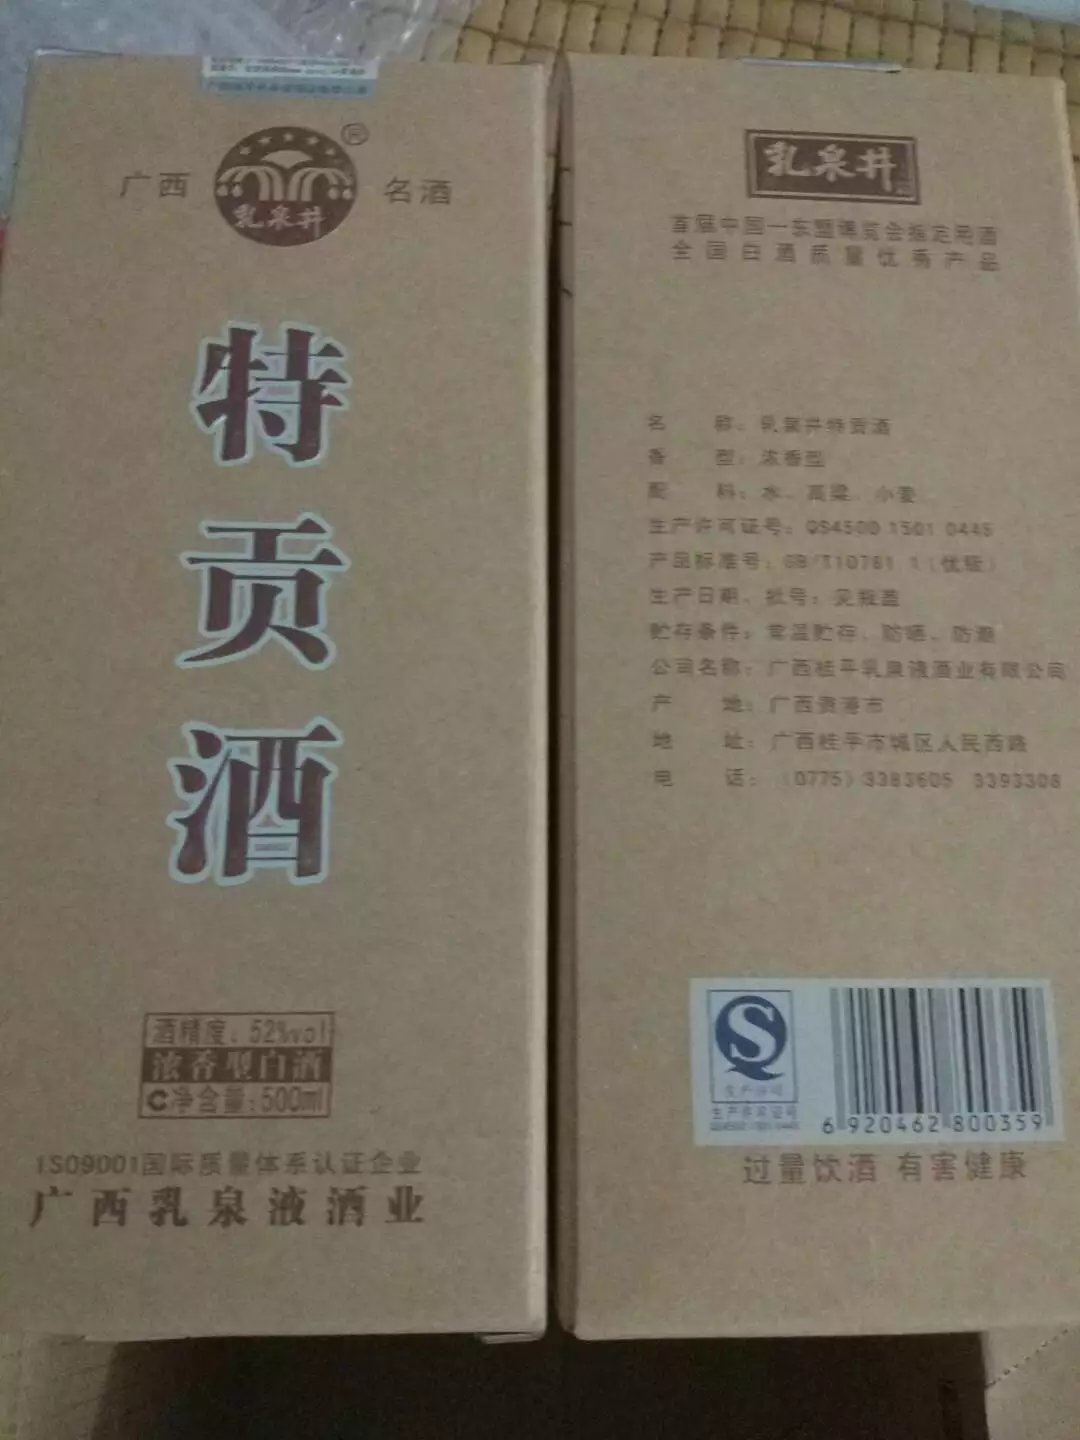 广西
乳泉井
®
名酒
特
贡
酒
酒精度:52%vol
浓香型白酒
C净含量:500ml
ISO9001国际质量体系认证企业
广西乳泉液酒业
乳泉井
首届中国—东盟博览会指定用酒
全国白酒质量优秀产品
名 称:乳泉井特贡酒
香 型:浓香型
配 料:水、高粱、小麦
生产许可证号:QS4500 1501 0445
产品标准号:GB/T10781 1(优级)
生产日期、批号:见瓶盖
贮存条件:常温贮存、防晒、防潮
公司名称:广西桂平乳泉液酒业有限公司
产 地:广西贵港市
地 址:广西桂平市城区人民西路
电 话:(0775)3383605 3393308
生产许可
生产许可证号
QS4500 1501 0445
6 920462 800359
过量饮酒 有害健康